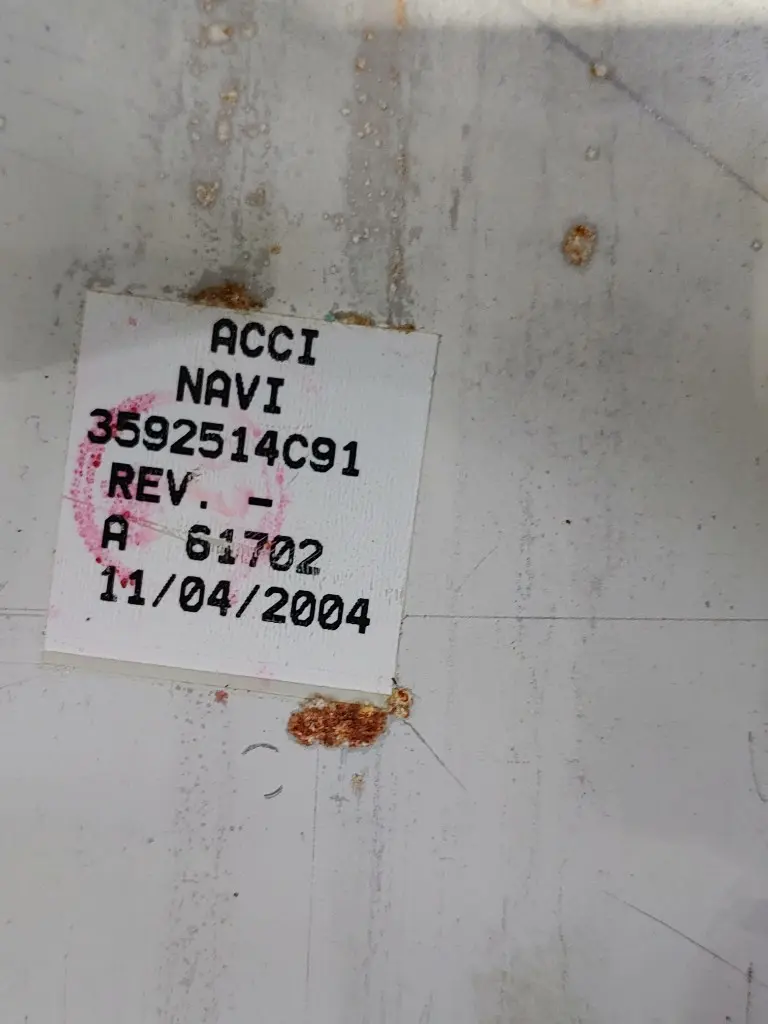 ACCI
NAVI
3592514C91
REV. -
A 61702
11/04/2004